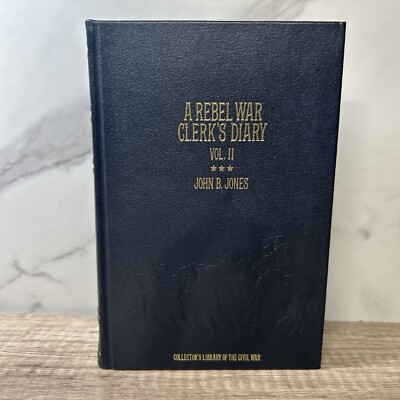 A REBEL WAR
CLERK'S DIARY
VOL. II
★★★
JOHN B. JONES
COLLECTOR'S LIBRARY OF THE CIVIL WAR